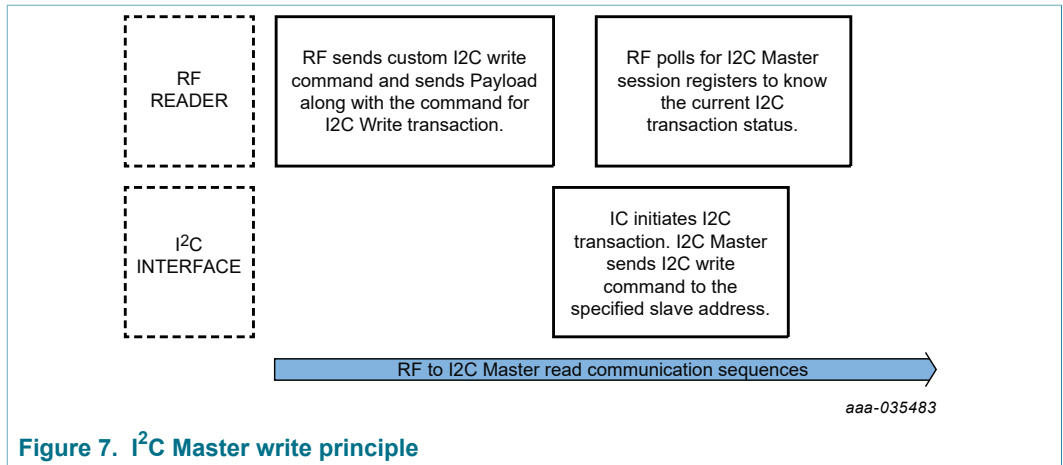 RF
READER
RF sends custom I2C write
command and sends Payload
along with the command for
I2C Write transaction.
RF polls for I2C Master
session registers to know
the current I2C
transaction status.
I²C
INTERFACE
IC initiates I2C
transaction. I2C Master
sends I2C write
command to the
specified slave address.
RF to I2C Master read communication sequences
aaa-035483
Figure 7. I²C Master write principle